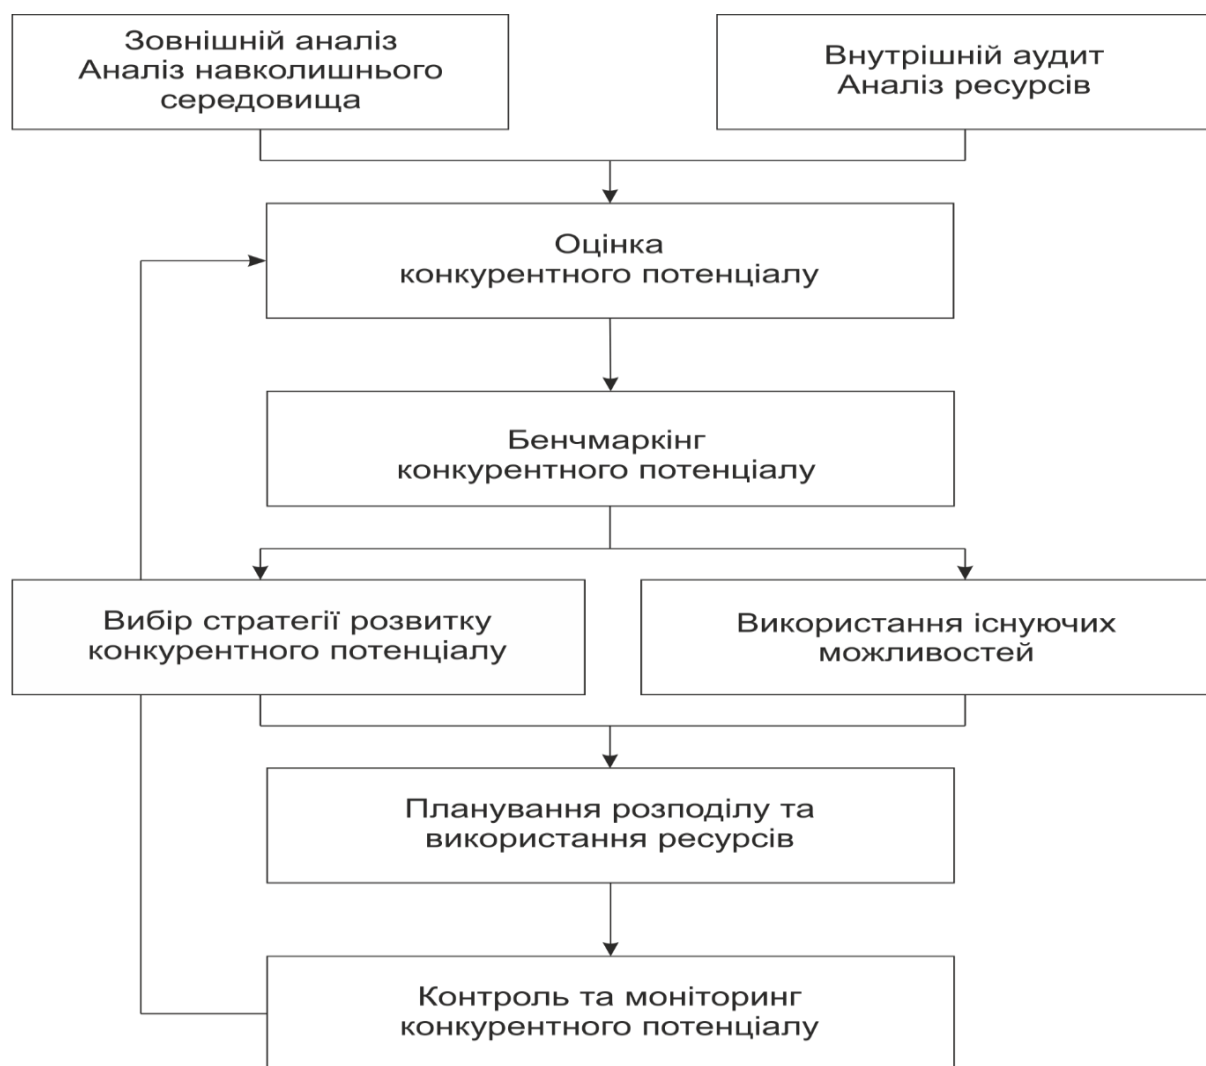 Зовнішній аналіз
Аналіз навколишнього
середовища
Внутрішній аудит
Аналіз ресурсів
Оцінка
конкурентного потенціалу
Бенчмаркінг
конкурентного потенціалу
Вибір стратегії розвитку
конкурентного потенціалу
Використання існуючих
можливостей
Планування розподілу та
використання ресурсів
Контроль та моніторинг
конкурентного потенціалу